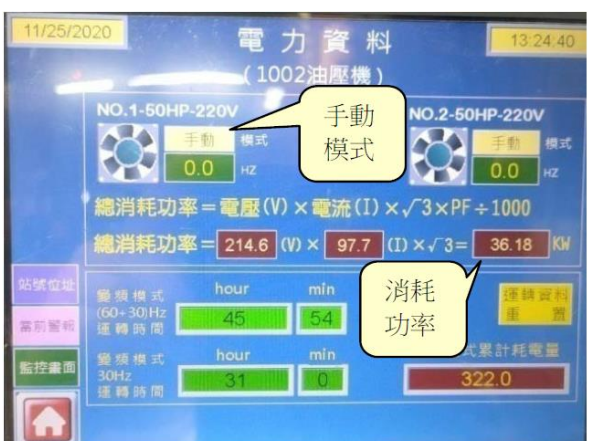 11/25/2020
電力資料
13:24:40
(1002油壓機)
NO.1-50HP-220V
手動
模式
0.0
HZ
手動
模式
NO.2-50HP-220V
手動
模式
0.0
HZ
總消耗功率=電壓(V)×電流(I)×√3×PF÷1000
總消耗功率= 214.6 (V)× 97.7 (I)×√3= 36.18 KW
站號位址
當前警報
監控畫面
變頻模式
(60+30)Hz
運轉時間
hour
min
45
54
消耗
功率
運轉資料
重 置
變頻模式
30Hz
運轉時間
hour
min
31
0
式累計耗電量
322.0